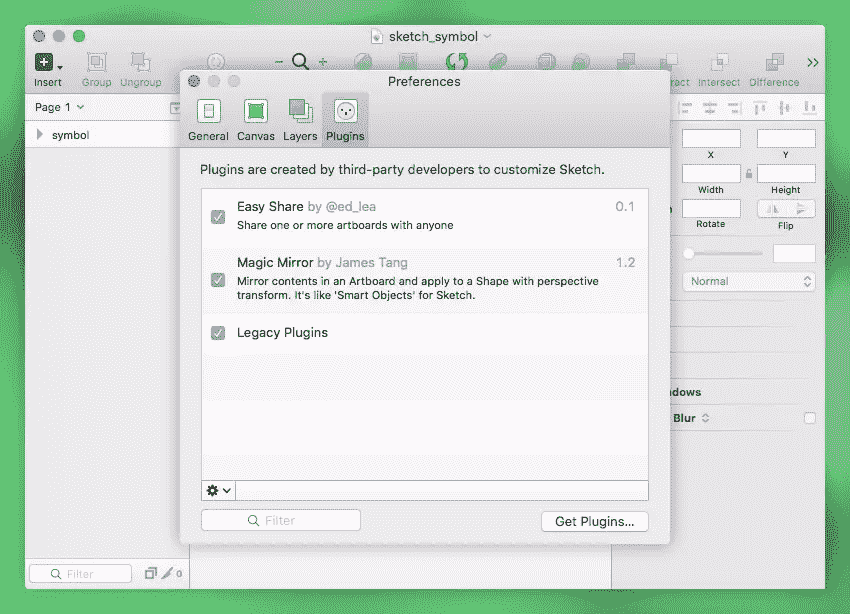 sketch_symbol
Insert
Group
Ungroup
Intersect
Difference
Preferences
Page 1
General
Canvas
Layers
Plugins
symbol
X
Y
Width
Height
Rotate
Flip
Normal
Blur
Plugins are created by third-party developers to customize Sketch.
Easy Share by @ed_lea 0.1
Share one or more artboards with anyone
Magic Mirror by James Tang 1.2
Mirror contents in an Artboard and apply to a Shape with perspective
transform. It's like 'Smart Objects' for Sketch.
Legacy Plugins
Filter
Get Plugins...
Filter
0